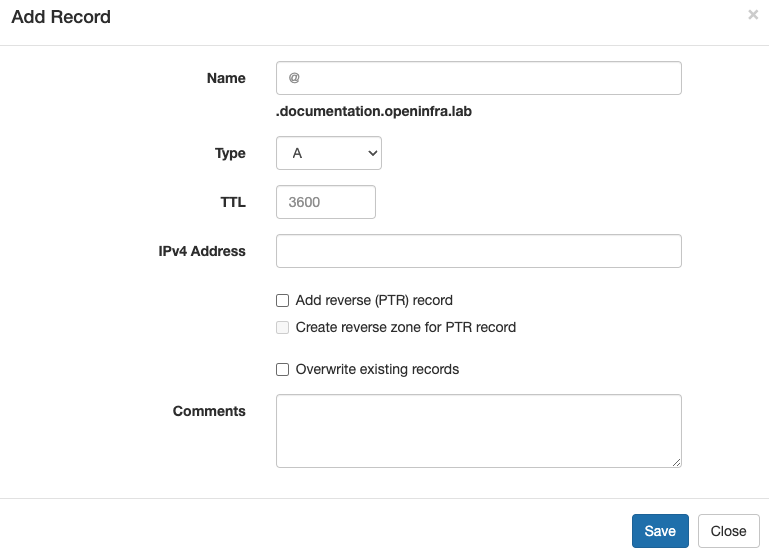 Add Record ×
Name @
.documentation.openinfra.lab
Type A
TTL 3600
IPv4 Address
Add reverse (PTR) record
Create reverse zone for PTR record
Overwrite existing records
Comments
Save Close